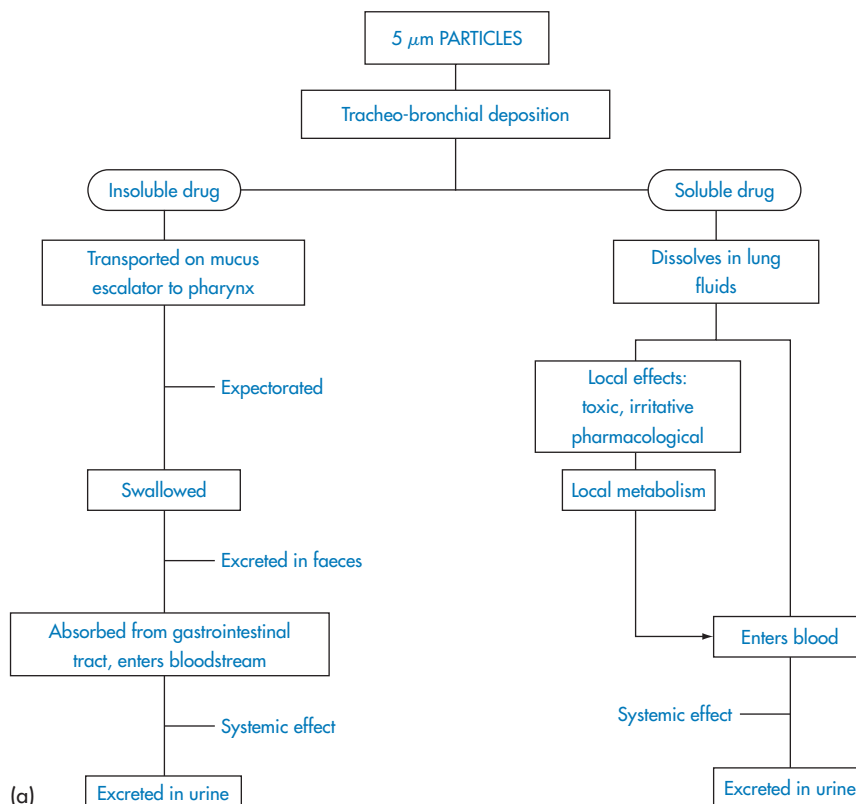 5 μm PARTICLES
Tracheo-bronchial deposition
Insoluble drug
Soluble drug
Transported on mucus
escalator to pharynx
Dissolves in lung
fluids
Expectorated
Local effects:
toxic, irritative
pharmacological
Swallowed
Local metabolism
Excreted in faeces
Absorbed from gastrointestinal
tract, enters bloodstream
Enters blood
Systemic effect
Systemic effect
(a)
Excreted in urine
Excreted in urine